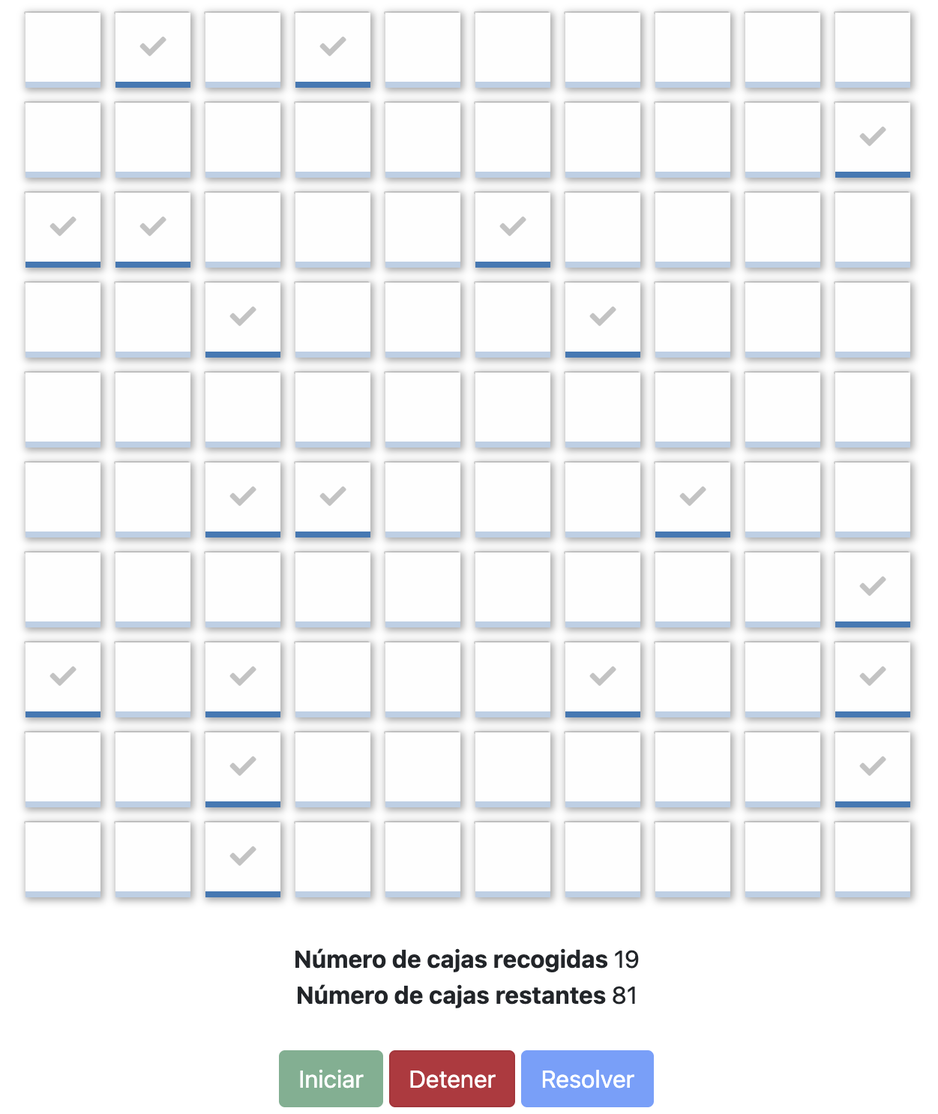 Número de cajas recogidas 19
Número de cajas restantes 81
Iniciar Detener Resolver